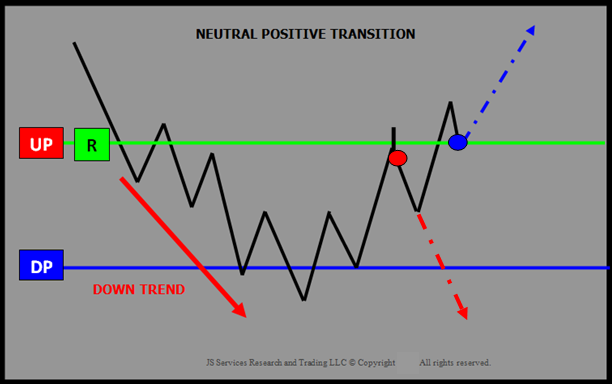 NEUTRAL POSITIVE TRANSITION
UP
R
DP
DOWN TREND
JS Services Research and Trading LLC © Copyright All rights reserved.